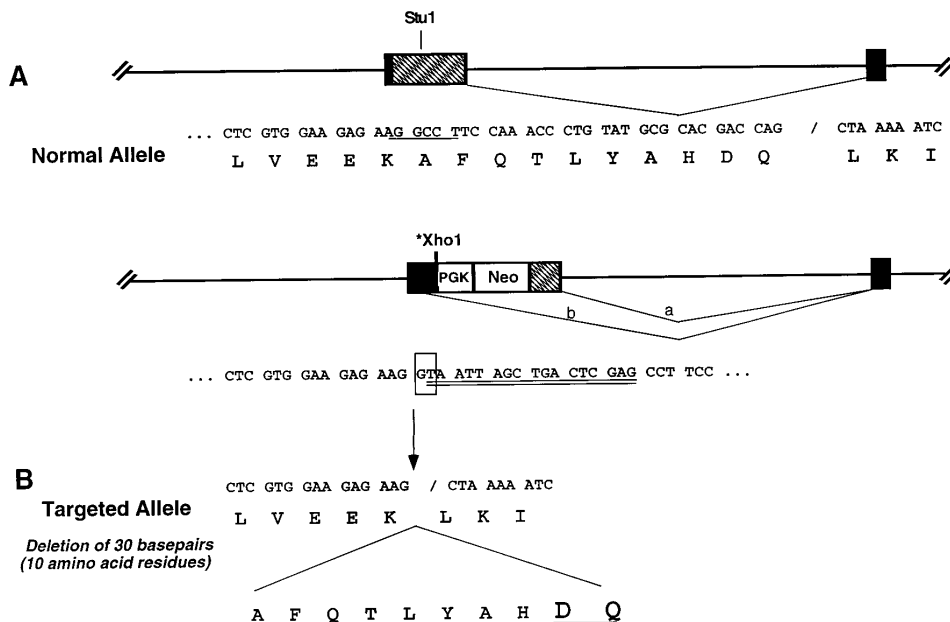 Stu1
A
... CTC GTG GAA GAG AAG GCC TTC CAA ACC CTG TAT GCG CAC GAC CAG / CTA AAA ATC
Normal Allele
L V E E K A F Q T L Y A H D Q L K I
*Xho1
PGK Neo
a
b
... CTC GTG GAA GAG AAG GTA ATT AGC TGA CTC GAG CCT TCC ...
B
CTC GTG GAA GAG AAG / CTA AAA ATC
Targeted Allele
L V E E K L K I
Deletion of 30 basepairs
(10 amino acid residues)
A F Q T L Y A H D Q